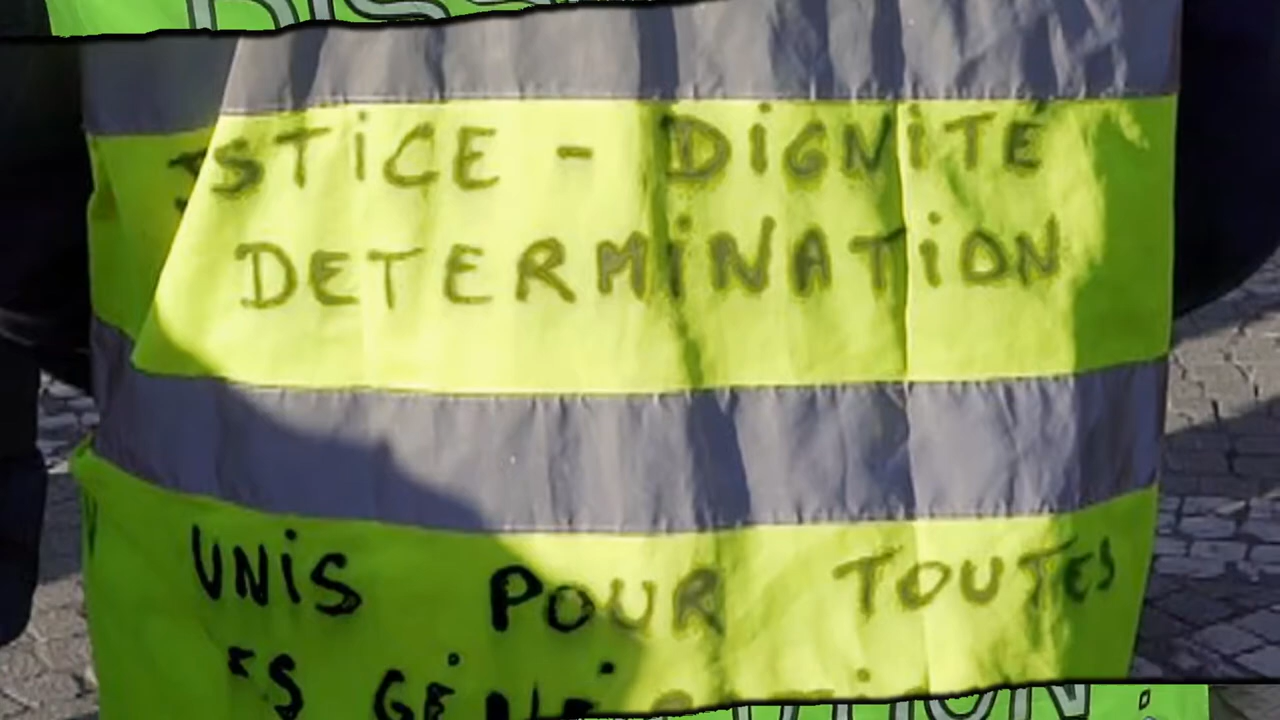 STiCE - DiGNiTÉ
DETERMiNATiON
UNiS POUR TOUTES